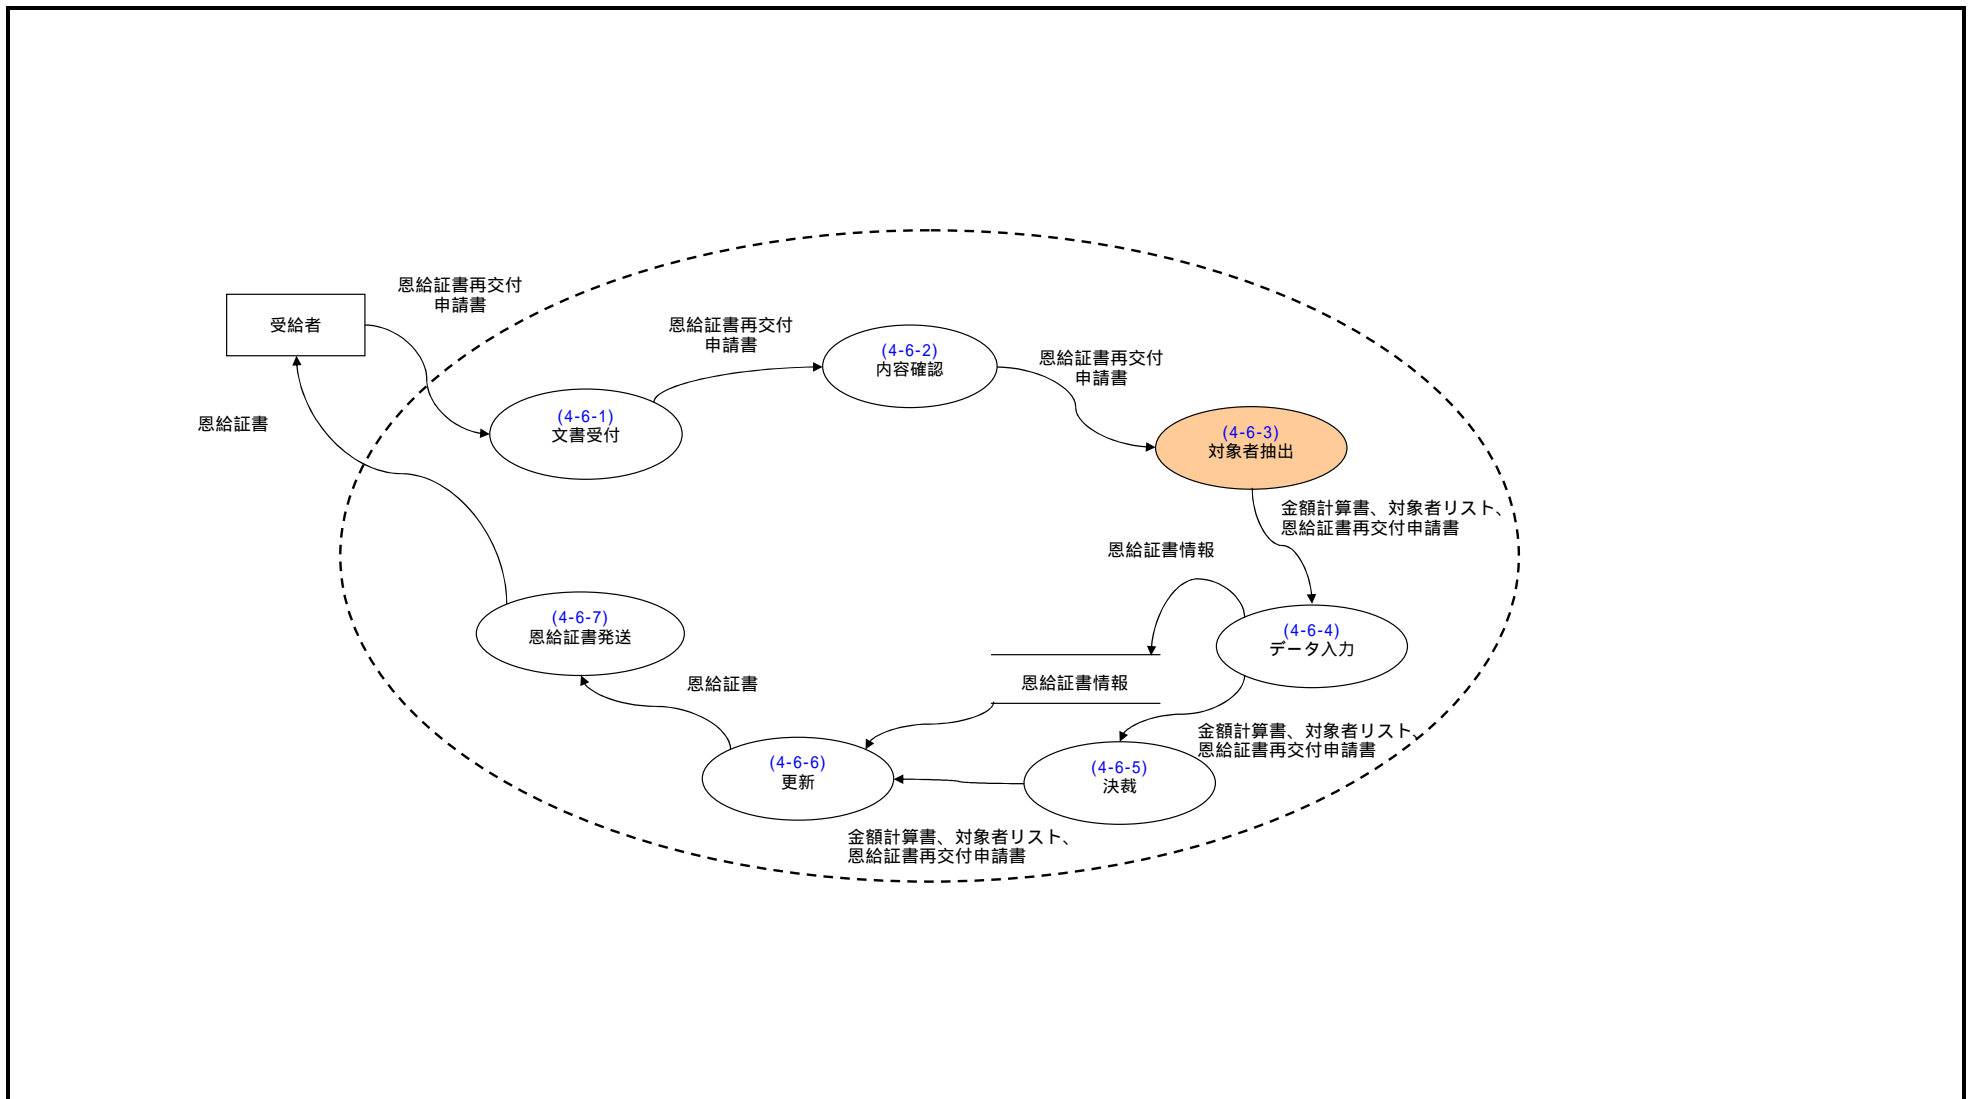 恩給証書再交付
申請書
受給者
恩給証書再交付
申請書
(4-6-2)
内容確認
恩給証書再交付
申請書
恩給証書
(4-6-1)
文書受付
(4-6-3)
対象者抽出
金額計算書、対象者リスト、
恩給証書再交付申請書
恩給証書情報
(4-6-7)
恩給証書発送
(4-6-4)
データ入力
恩給証書
恩給証書情報
金額計算書、対象者リスト、
恩給証書再交付申請書
(4-6-6)
更新
(4-6-5)
決裁
金額計算書、対象者リスト、
恩給証書再交付申請書